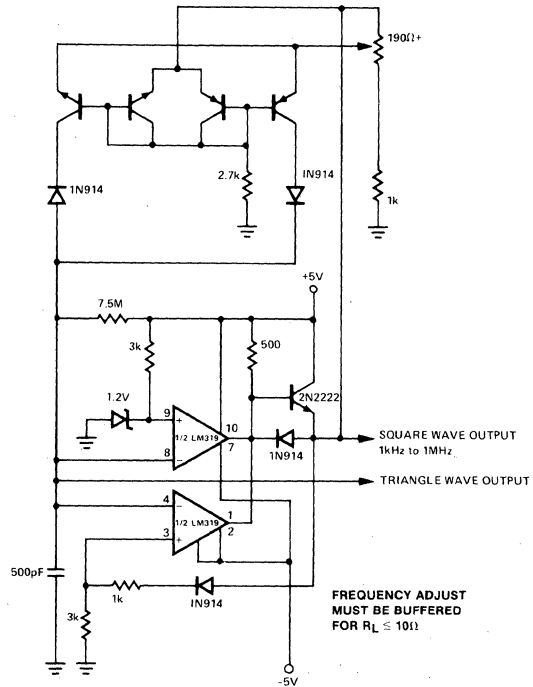 190Ω+
1N914
2.7k
IN914
1k
+5V
7.5M
3k
500
1.2V
2N2222
9
+
10
1/2 LM319
7
8
−
1N914
SQUARE WAVE OUTPUT
1kHz to 1MHz
TRIANGLE WAVE OUTPUT
4
−
1
1/2 LM319
2
3
+
500pF
1k
IN914
3k
FREQUENCY ADJUST
MUST BE BUFFERED
FOR RL ≦ 10Ω
-5V